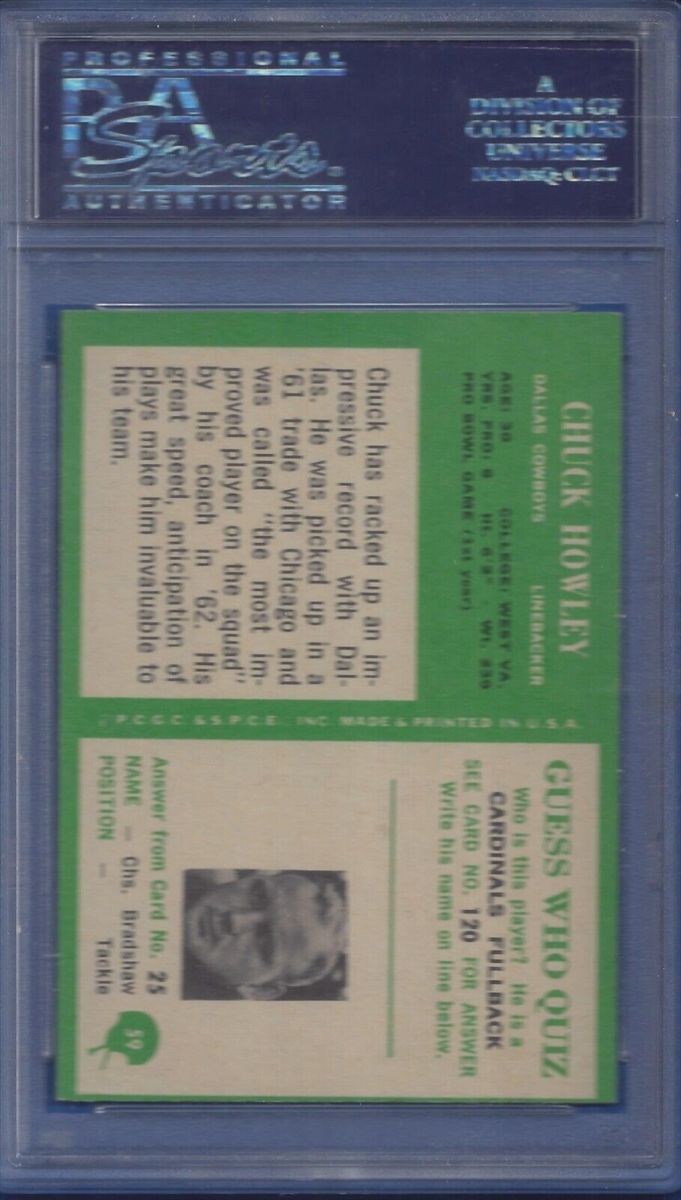 PROFESSIONAL
PSA
Sports.
AUTHENTICATOR
A
DIVISION OF
COLLECTORS
UNIVERSE
NASDAQ: CLCT
CHUCK HOWLEY
DALLAS COWBOYS LINEBACKER
AGE: 30 COLLEGE: WEST VA.
YRS. PRO: 6 HT. 6'2" - WT. 230
PRO BOWL GAME (1st year)
Chuck has racked up an im-
pressive record with Dal-
las. He was picked up in a
'61 trade with Chicago and
was called "the most im-
proved player on the squad"
by his coach in '62. His
great speed, anticipation of
plays make him invaluable to
his team.
P.C.G.C. & S.P.C.E., INC. MADE & PRINTED IN U.S.A.
GUESS WHO QUIZ
Who is this player? He is a
CARDINALS FULLBACK
SEE CARD NO. 120 FOR ANSWER
Write his name on line below.
Answer from Card No. 25
NAME — Chs. Bradshaw
POSITION — Tackle
59